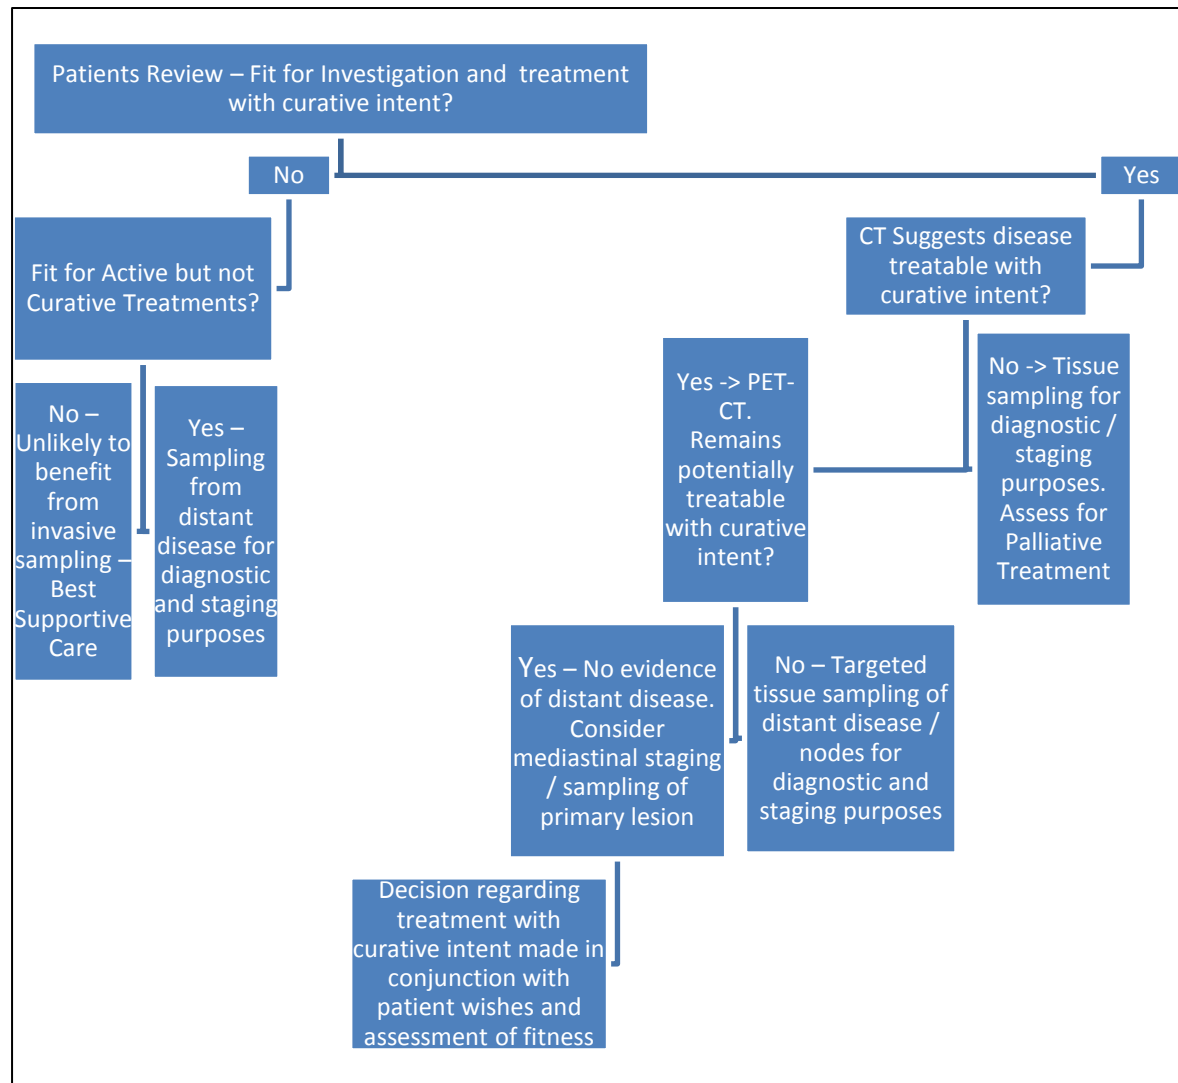 Patients Review – Fit for Investigation and  treatment
with curative intent?
No
Yes
Fit for Active but not
Curative Treatments?
CT Suggests disease
treatable with
curative intent?
No –
Unlikely to
benefit
from
invasive
sampling –
Best
Supportive
Care
Yes –
Sampling
from
distant
disease for
diagnostic
and staging
purposes
Yes -> PET-
CT.
Remains
potentially
treatable
with curative
intent?
No -> Tissue
sampling for
diagnostic /
staging
purposes.
Assess for
Palliative
Treatment
Yes – No evidence
of distant disease.
Consider
mediastinal staging
/ sampling of
primary lesion
No – Targeted
tissue sampling of
distant disease /
nodes for
diagnostic and
staging purposes
Decision regarding
treatment with
curative intent made in
conjunction with
patient wishes and
assessment of fitness